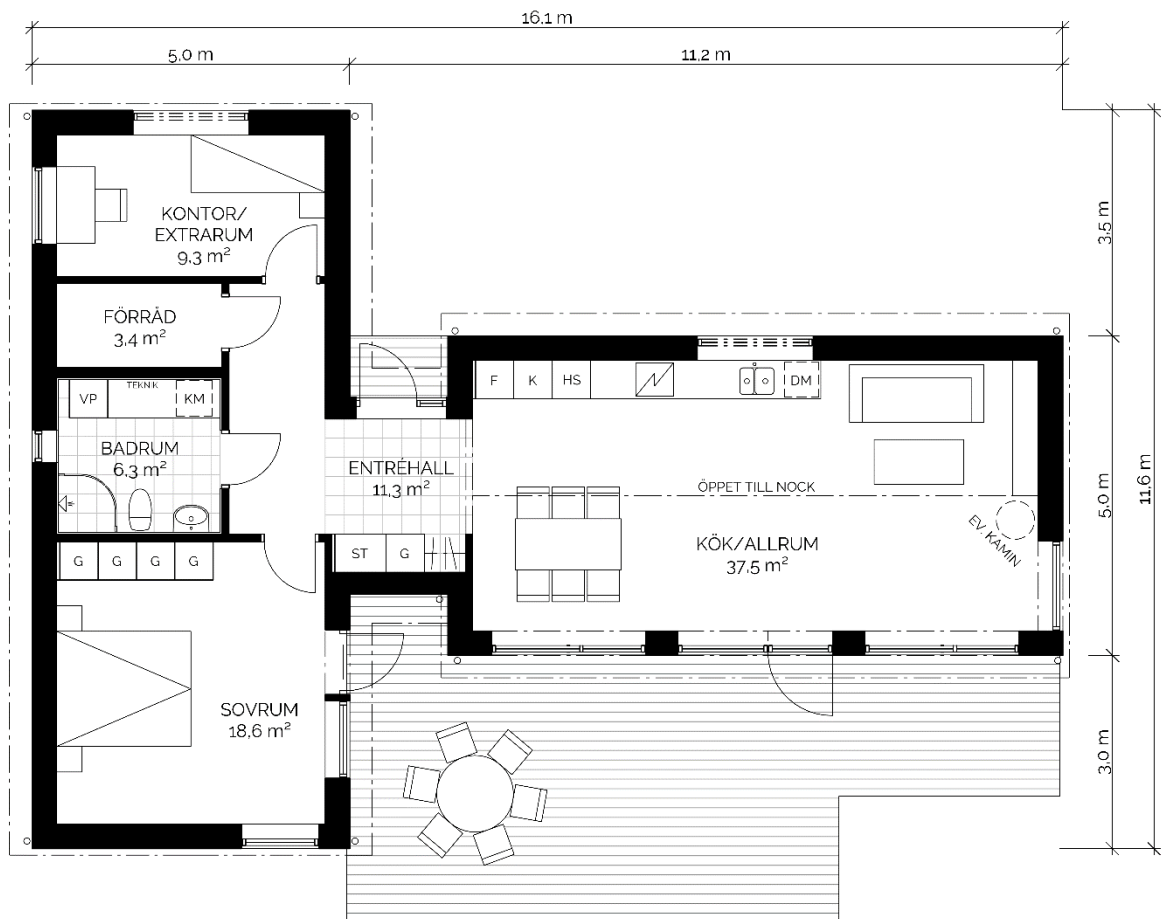 16,1 m
5,0 m
11,2 m
KONTOR/
EXTRARUM
9,3 m²
3,5 m
FÖRRÅD
3,4 m²
TEKNIK
VP
KM
F
K
HS
DM
BADRUM
6,3 m²
ENTRÉHALL
11,3 m²
ÖPPET TILL NOCK
5,0 m
11,6 m
EV. KAMIN
KÖK/ALLRUM
37,5 m²
G
G
G
G
ST
G
SOVRUM
18,6 m²
3,0 m